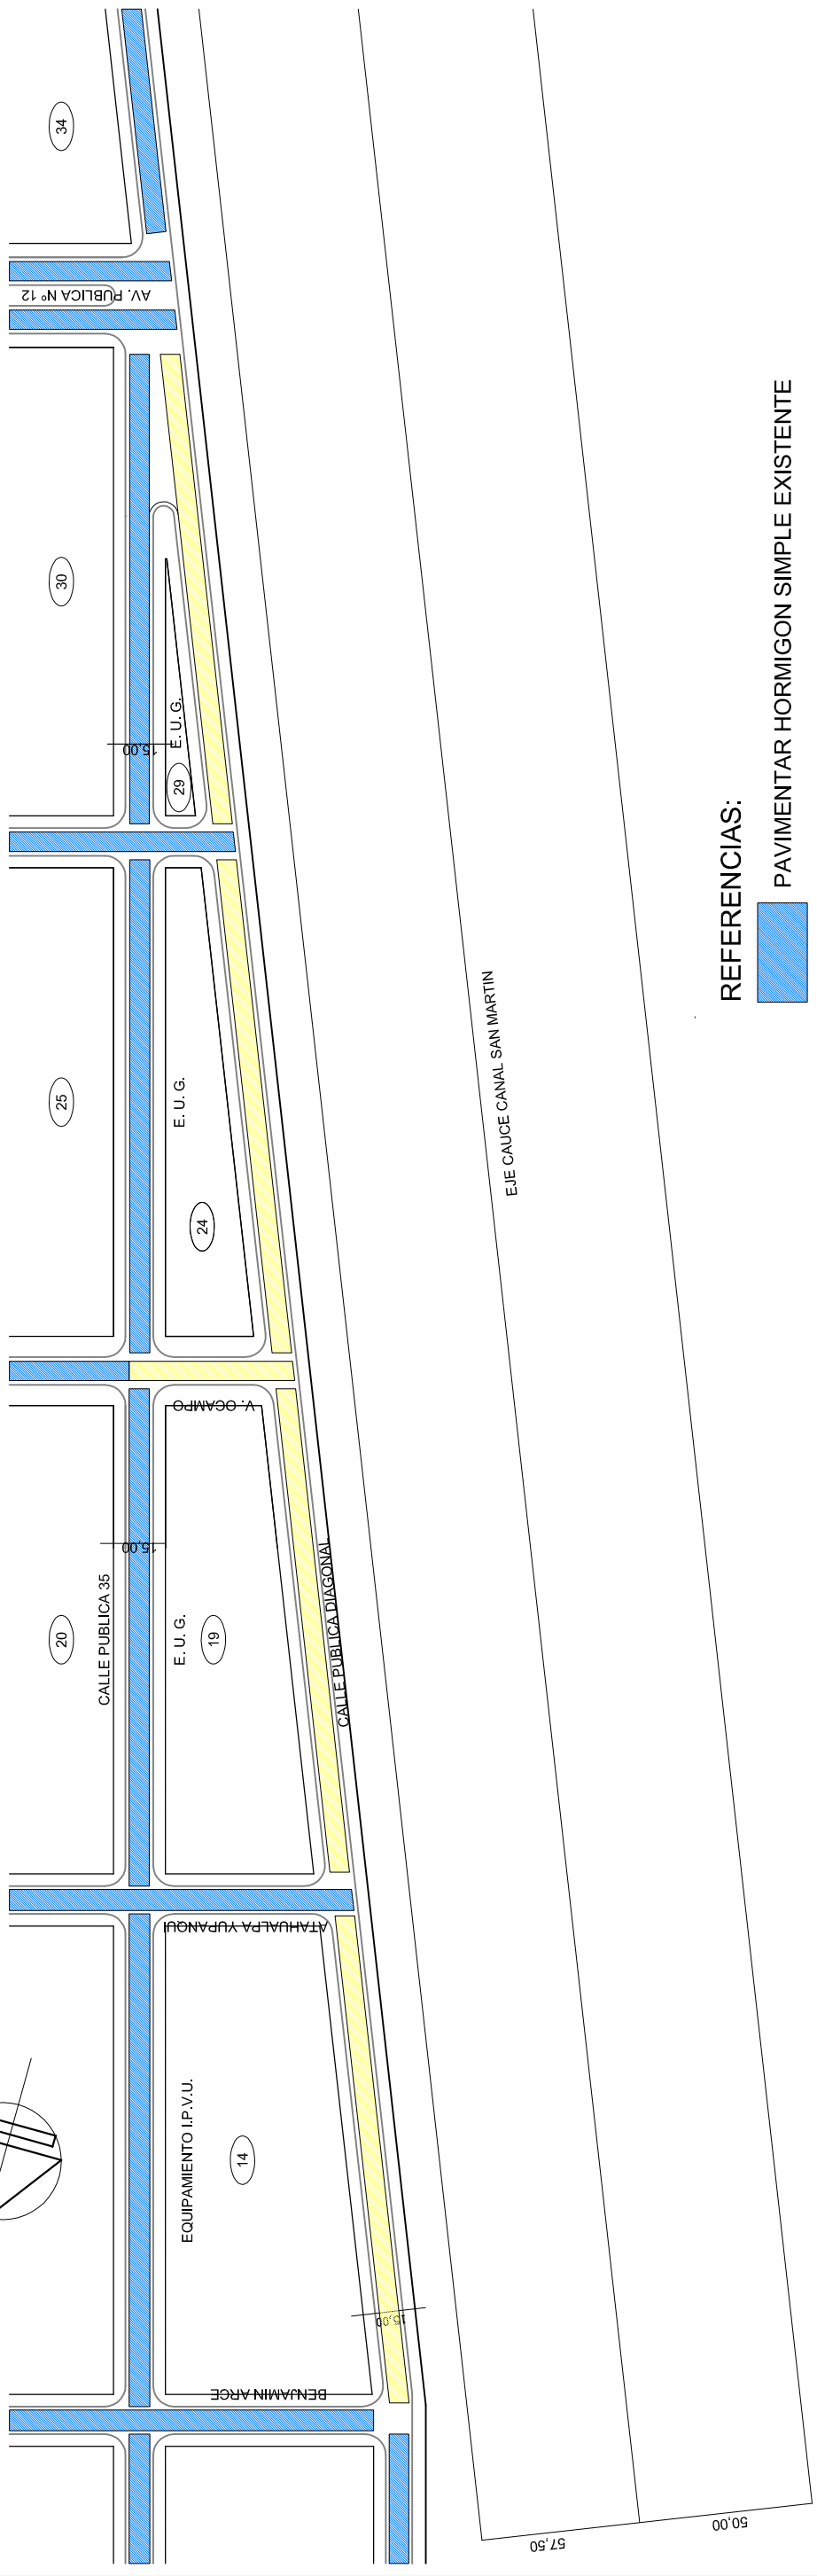 34
AV. PUBLICA Nº 12
30
15,00
E. U. G.
29
25
E. U. G.
24
V. OCAMPO
15,00
CALLE PUBLICA 35
20
E. U. G.
19
CALLE PUBLICA DIAGONAL
ATAHUALPA YUPANQUI
EQUIPAMIENTO I.P.V.U.
14
15,00
BENJAMIN ARCE
EJE CAUCE CANAL SAN MARTIN
57,50
50,00
REFERENCIAS:
PAVIMENTAR HORMIGON SIMPLE EXISTENTE